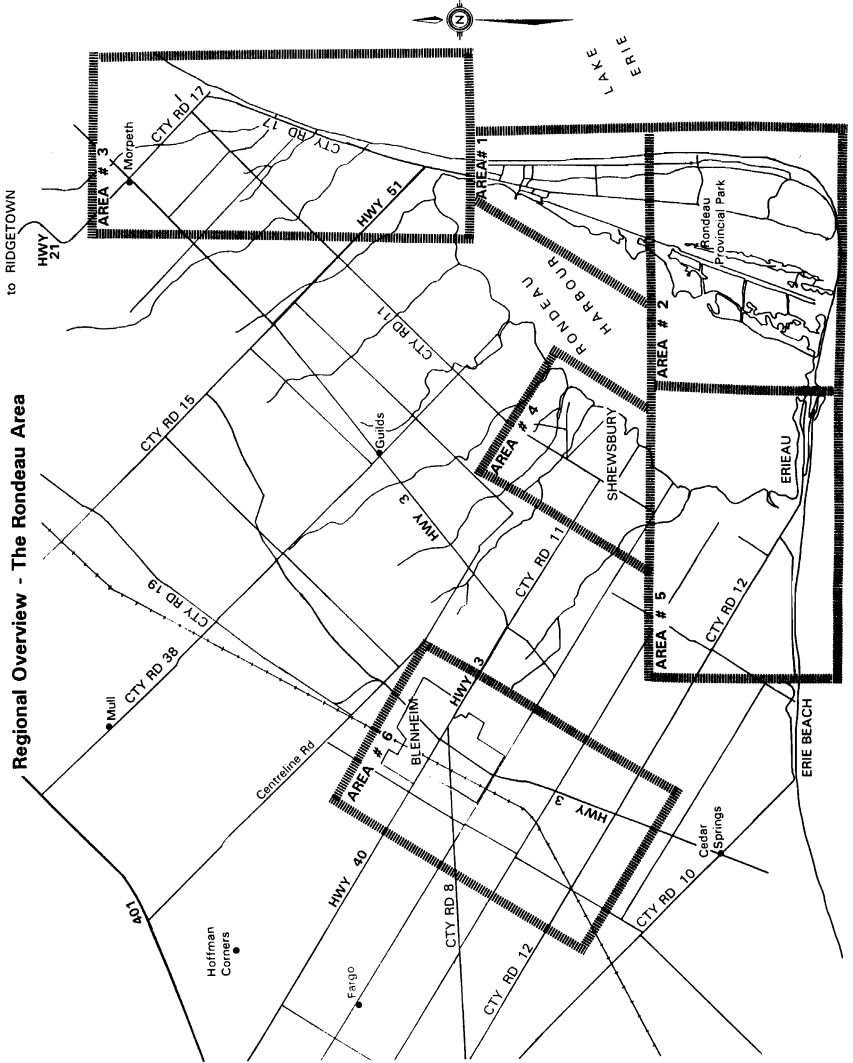 Regional Overview - The Rondeau Area
N
to RIDGETOWN
HWY
21
AREA # 3
Morpeth
CTY RD 17
CTY RD 17
HWY 51
LAKE
ERIE
AREA # 1
RONDEAU
HARBOUR
Rondeau
Provincial Park
AREA # 2
CTY RD 15
CTY RD 11
Guilds
HWY 3
AREA # 4
SHREWSBURY
ERIEAU
CTY RD 11
AREA # 5
CTY RD 12
CTY RD 19
CTY RD 38
Mull
Centreline Rd
AREA # 6
BLENHEIM
HWY 3
HWY 3
ERIE BEACH
Cedar
Springs
CTY RD 10
401
HWY 40
CTY RD 8
CTY RD 12
Hoffman
Corners
Fargo